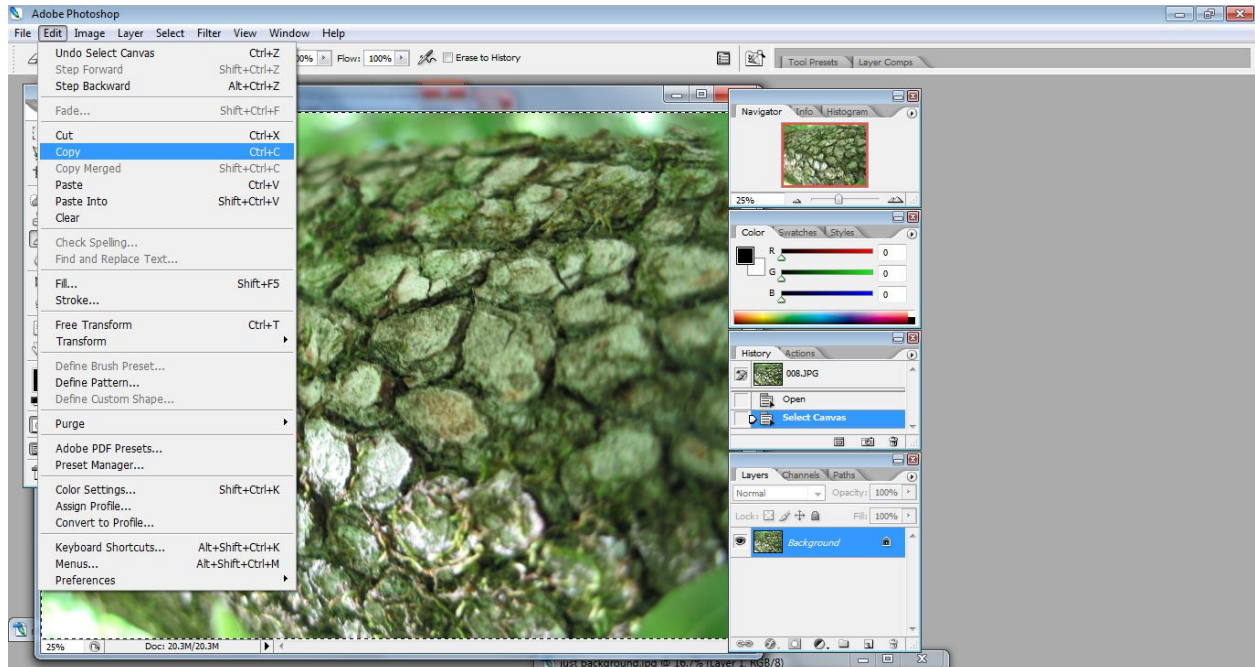 Adobe Photoshop
File Edit Image Layer Select Filter View Window Help
00% Flow: 100% Erase to History
Tool Presets Layer Comps
Undo Select Canvas Ctrl+Z
Step Forward Shift+Ctrl+Z
Step Backward Alt+Ctrl+Z
Fade... Shift+Ctrl+F
Cut Ctrl+X
Copy Ctrl+C
Copy Merged Shift+Ctrl+C
Paste Ctrl+V
Paste Into Shift+Ctrl+V
Clear
Check Spelling...
Find and Replace Text...
Fill... Shift+F5
Stroke...
Free Transform Ctrl+T
Transform
Define Brush Preset...
Define Pattern...
Define Custom Shape...
Purge
Adobe PDF Presets...
Preset Manager...
Color Settings... Shift+Ctrl+K
Assign Profile...
Convert to Profile...
Keyboard Shortcuts... Alt+Shift+Ctrl+K
Menus... Alt+Shift+Ctrl+M
Preferences
25% Doc: 20.3M/20.3M
Navigator Info Histogram
25%
Color Swatches Styles
R 0
G 0
B 0
History Actions
008.JPG
Open
Select Canvas
Layers Channels Paths
Normal Opacity: 100%
Lock: Fill: 100%
Background
just background.jpg @ 16.7% (Layer 1, RGB/8)